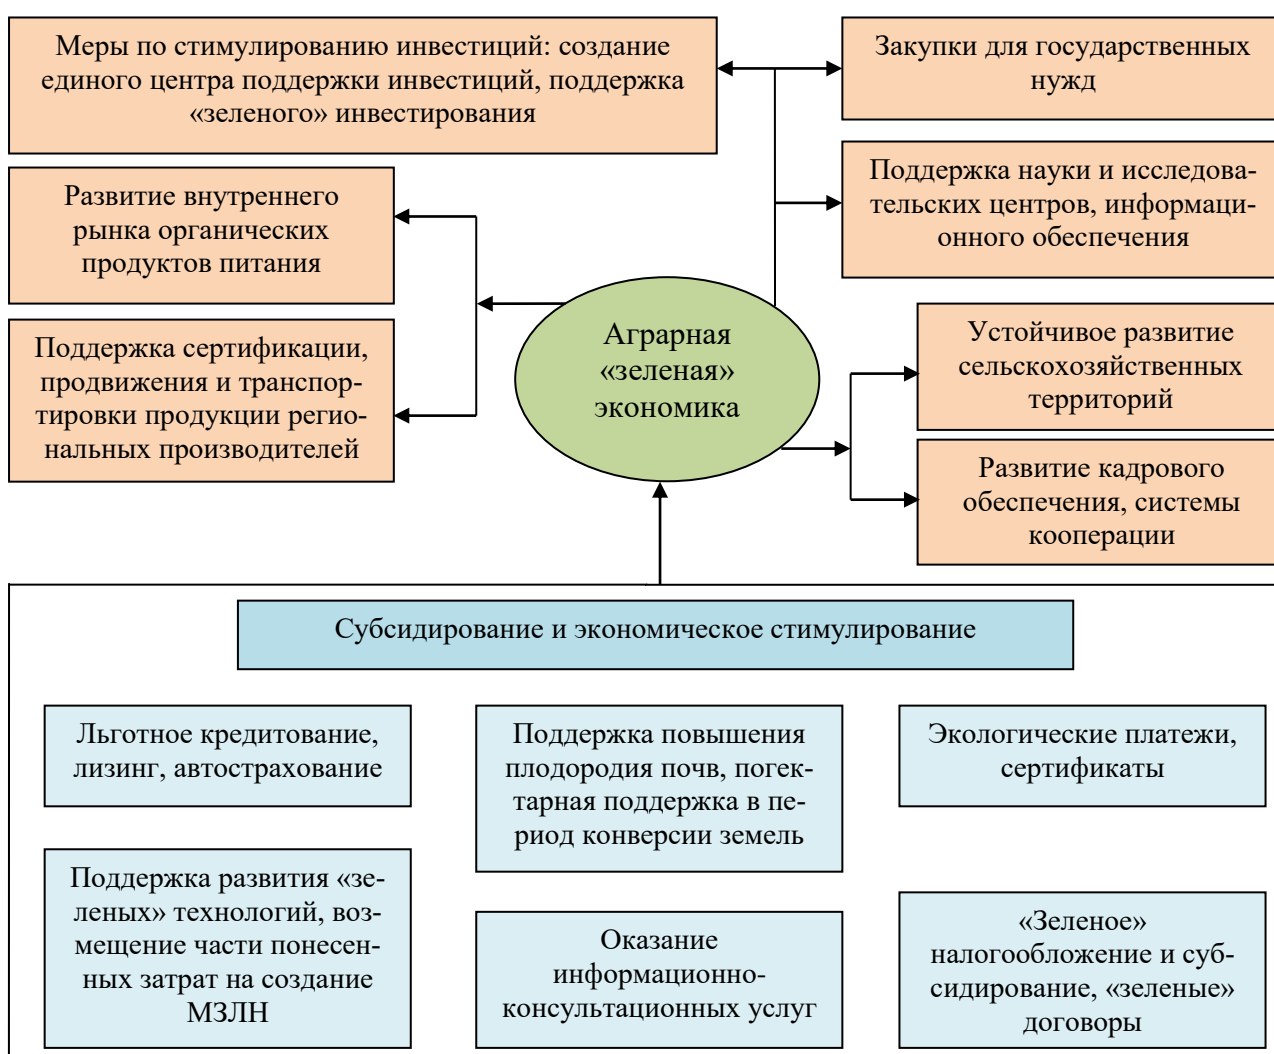 Меры по стимулированию инвестиций: создание
единого центра поддержки инвестиций, поддержка
«зеленого» инвестирования
Закупки для государственных
нужд
Развитие внутреннего
рынка органических
продуктов питания
Поддержка науки и исследова-
тельских центров, информаци-
онного обеспечения
Поддержка сертификации,
продвижения и транспор-
тировки продукции реги-
ональных производителей
Аграрная
«зеленая»
экономика
Устойчивое развитие
сельскохозяйственных
территорий
Развитие кадрового
обеспечения, системы
кооперации
Субсидирование и экономическое стимулирование
Льготное кредитование,
лизинг, автострахование
Поддержка повышения
плодородия почв, погек-
тарная поддержка в пе-
риод конверсии земель
Экологические платежи,
сертификаты
Поддержка развития «зе-
леных» технологий, воз-
мещение части понесен-
ных затрат на создание
МЗЛН
Оказание
информационно-
консультационных услуг
«Зеленое»
налогообложение и суб-
сидирование, «зеленые»
договоры